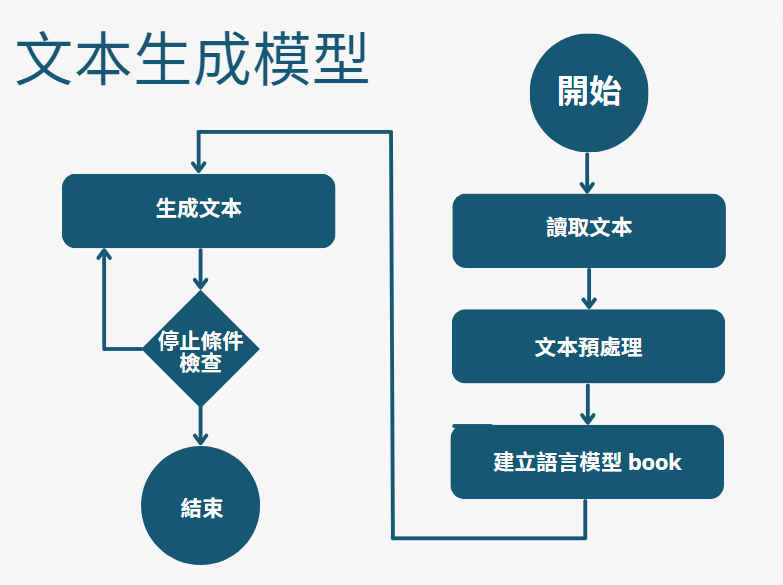 文本生成模型
開始
讀取文本
文本預處理
建立語言模型 book
生成文本
停止條件
檢查
結束